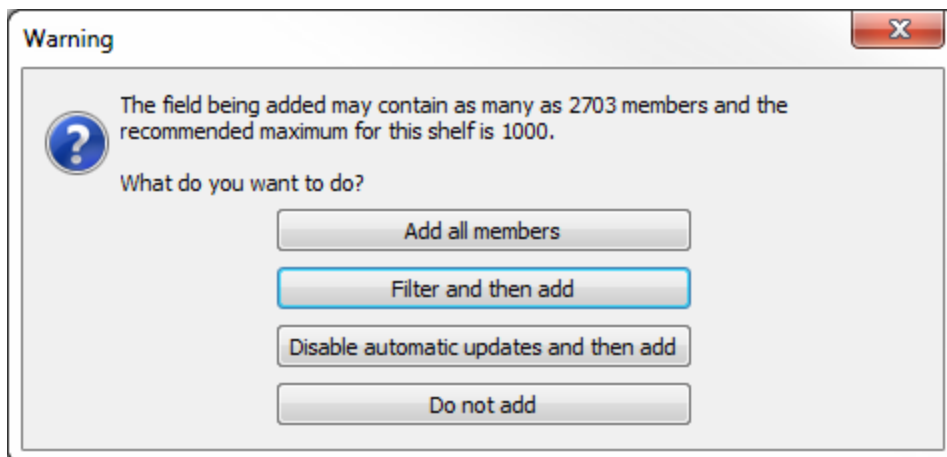 Warning
The field being added may contain as many as 2703 members and the
recommended maximum for this shelf is 1000.
What do you want to do?
Add all members
Filter and then add
Disable automatic updates and then add
Do not add